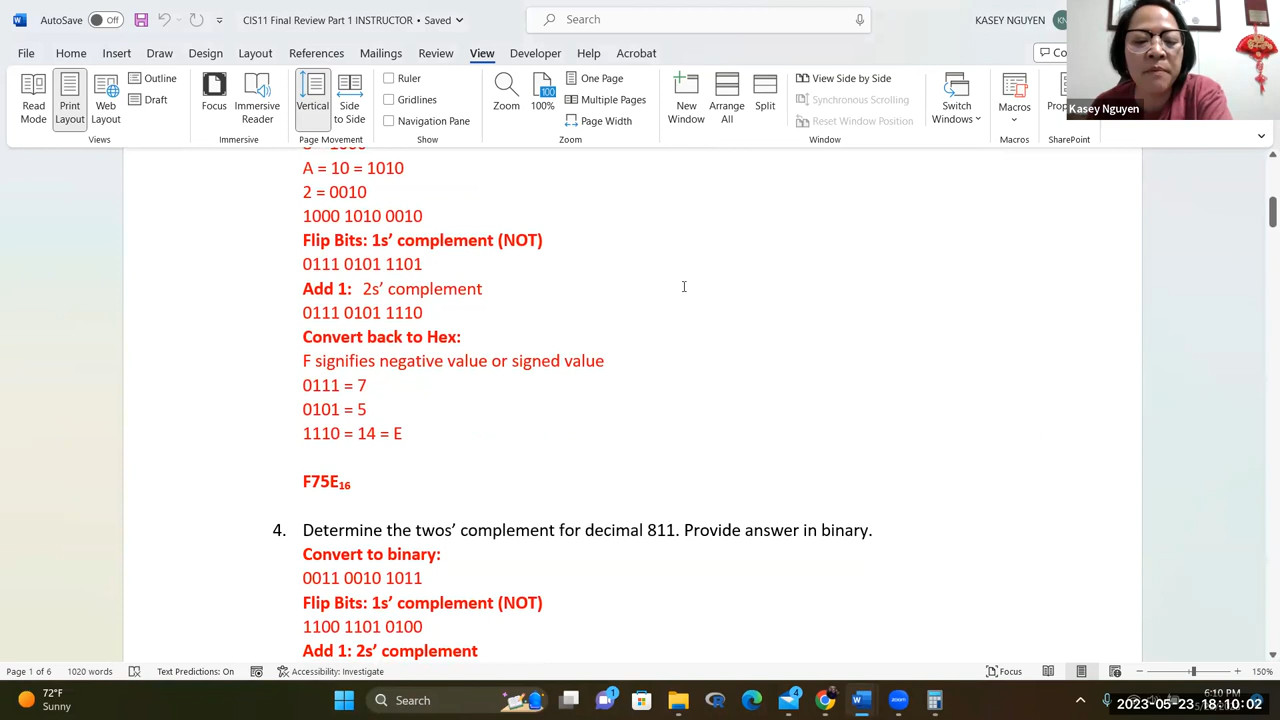 AutoSave Off CIS11 Final Review Part 1 INSTRUCTOR • Saved Search KASEY NGUYEN KN
File Home Insert Draw Design Layout References Mailings Review View Developer Help Acrobat
Read Mode
Print Layout
Web Layout
Outline
Draft
Views
Focus
Immersive Reader
Immersive
Vertical
Side to Side
Page Movement
Ruler
Gridlines
Navigation Pane
Show
Zoom
100
100%
One Page
Multiple Pages
Page Width
Zoom
New Window
Arrange All
Split
View Side by Side
Synchronous Scrolling
Reset Window Position
Window
Switch Windows
Macros
Macros
SharePoint
Kasey Nguyen
A = 10 = 1010
2 = 0010
1000 1010 0010
Flip Bits: 1s’ complement (NOT)
0111 0101 1101
Add 1: 2s’ complement
0111 0101 1110
Convert back to Hex:
F signifies negative value or signed value
0111 = 7
0101 = 5
1110 = 14 = E
F75E16
4. Determine the twos’ complement for decimal 811. Provide answer in binary.
Convert to binary:
0011 0010 1011
Flip Bits: 1s’ complement (NOT)
1100 1101 0100
Add 1: 2s’ complement
Page 1 of 6 1020 words Text Predictions: On Accessibility: Investigate Focus 150%
72°F
Sunny
Search
1
4
6:10 PM
2023-05-23 18:10:02